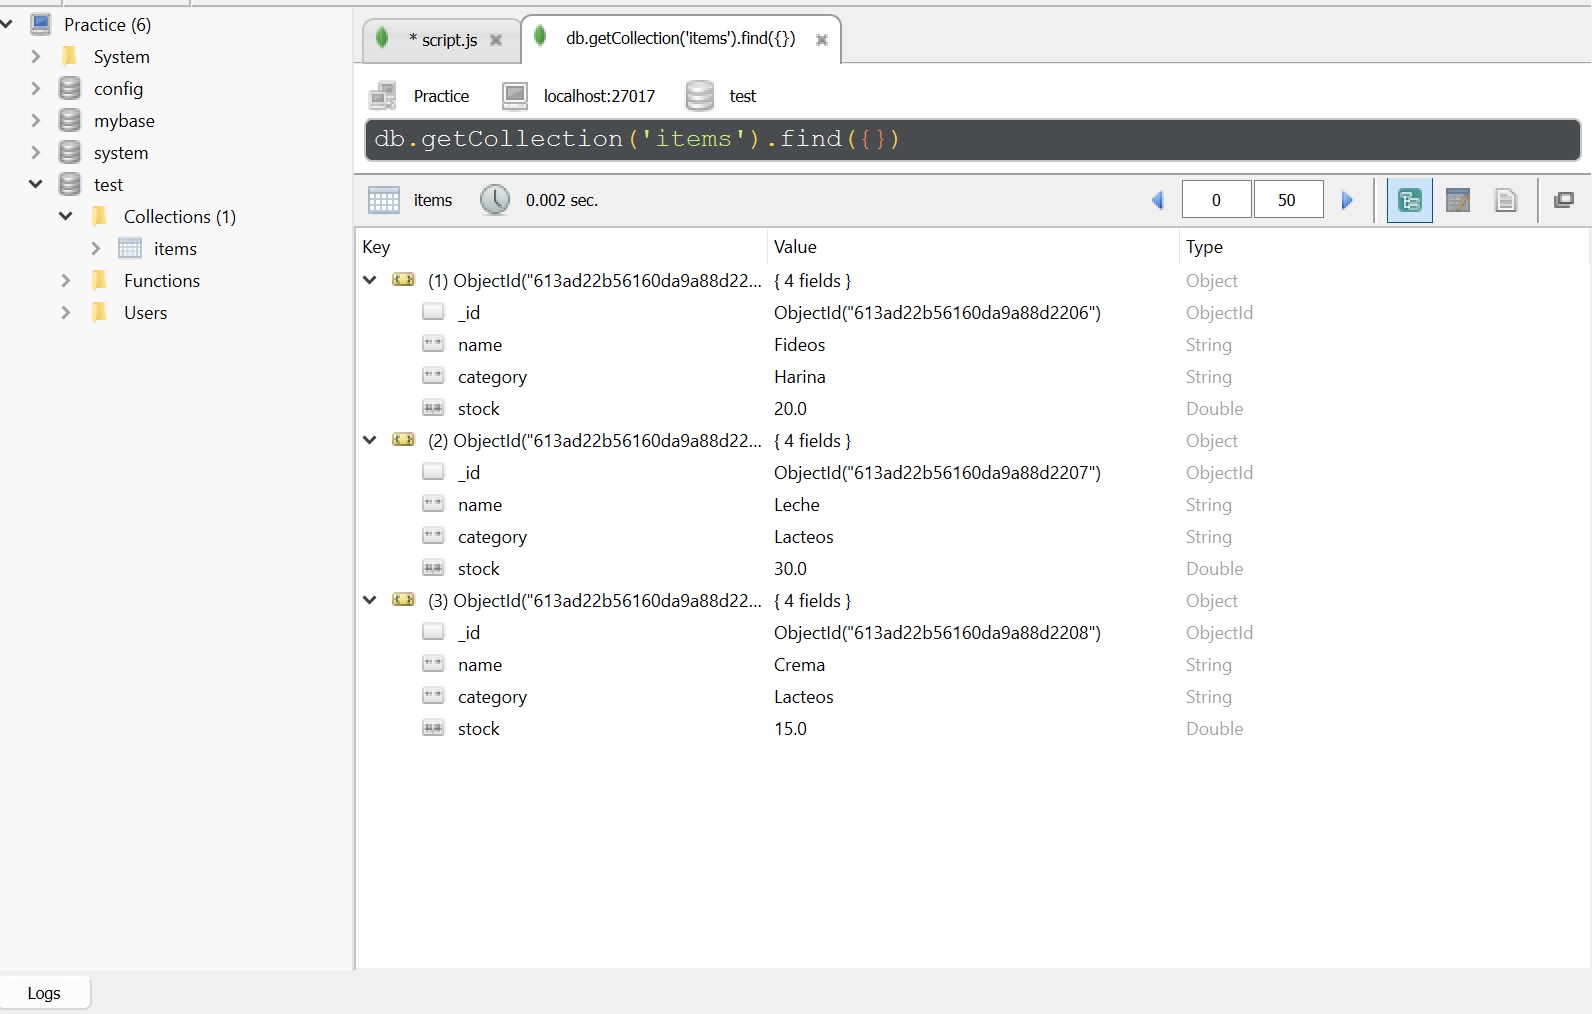 Practice (6)
System
config
mybase
system
test
Collections (1)
items
Functions
Users
* script.js
db.getCollection('items').find({})
Practice localhost:27017 test
db.getCollection('items').find({})
items 0.002 sec. 0 50
Key Value Type
(1) ObjectId("613ad22b56160da9a88d22... { 4 fields } Object
_id ObjectId("613ad22b56160da9a88d2206") ObjectId
name Fideos String
category Harina String
stock 20.0 Double
(2) ObjectId("613ad22b56160da9a88d22... { 4 fields } Object
_id ObjectId("613ad22b56160da9a88d2207") ObjectId
name Leche String
category Lacteos String
stock 30.0 Double
(3) ObjectId("613ad22b56160da9a88d22... { 4 fields } Object
_id ObjectId("613ad22b56160da9a88d2208") ObjectId
name Crema String
category Lacteos String
stock 15.0 Double
Logs